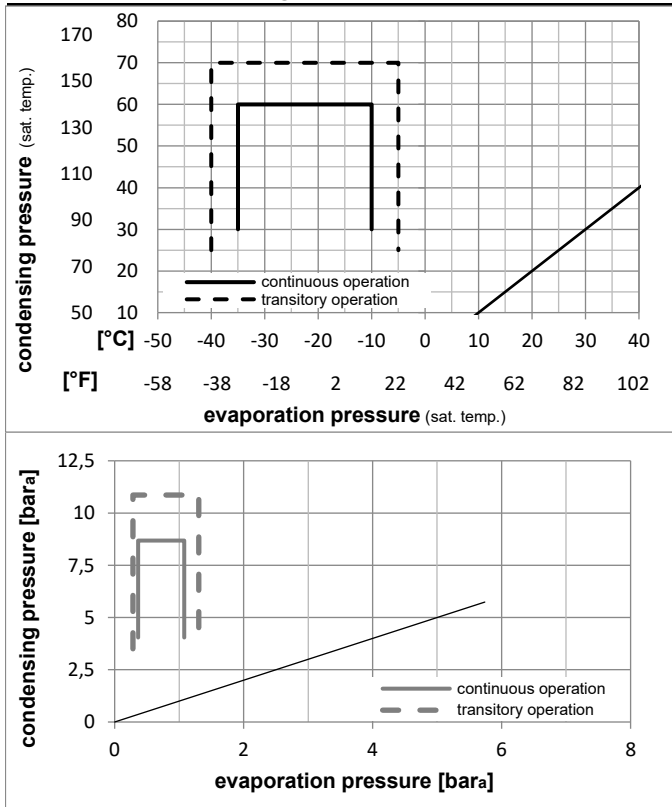 condensing pressure (sat. temp.)
170 80
150 70
130 60
50
110 40
90 30
70 20
50 10
continuous operation
transitory operation
[°C] -50 -40 -30 -20 -10 0 10 20 30 40
[°F] -58 -38 -18 2 22 42 62 82 102
evaporation pressure (sat. temp.)
condensing pressure [bara]
12,5
10
7,5
5
2,5
0
continuous operation
transitory operation
0 2 4 6 8
evaporation pressure [bara]